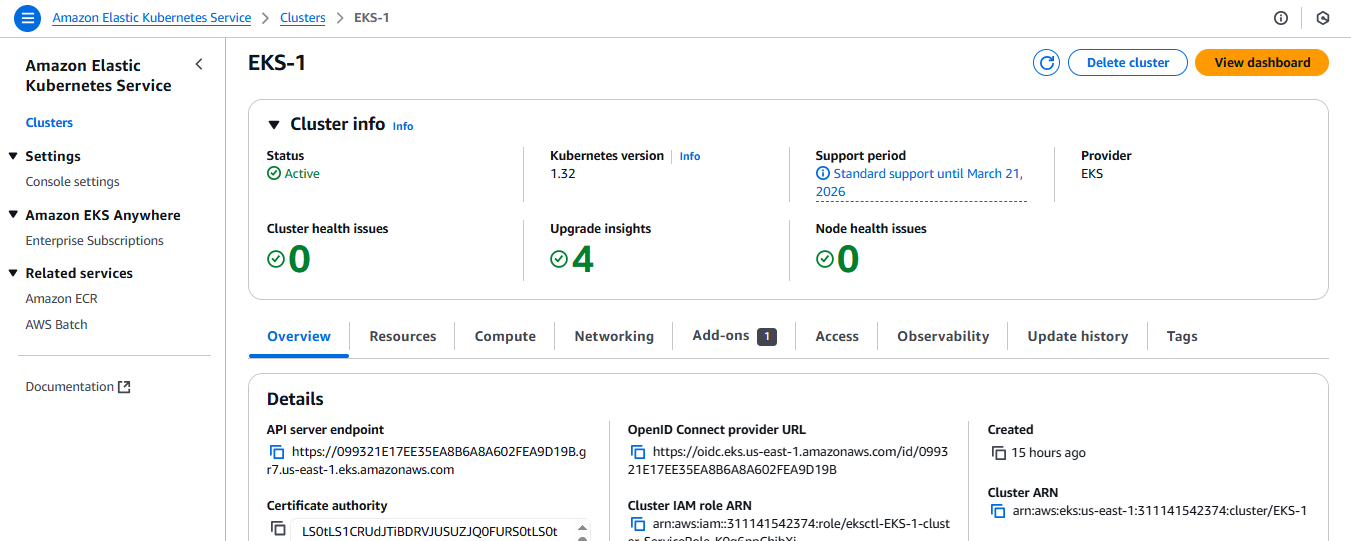 Amazon Elastic Kubernetes Service > Clusters > EKS-1
Amazon Elastic
Kubernetes Service
Clusters
Settings
Console settings
Amazon EKS Anywhere
Enterprise Subscriptions
Related services
Amazon ECR
AWS Batch
Documentation
EKS-1
Delete cluster
View dashboard
Cluster info Info
Status
Active
Kubernetes version Info
1.32
Support period
Standard support until March 21,
2026
Provider
EKS
Cluster health issues
0
Upgrade insights
4
Node health issues
0
Overview Resources Compute Networking Add-ons 1 Access Observability Update history Tags
Details
API server endpoint
https://099321E17EE35EA8B6A8A602FEA9D19B.g
r7.us-east-1.eks.amazonaws.com
Certificate authority
LS0tLS1CRUdJTiBDRVJUSUZJQ0FURS0tLS0t
OpenID Connect provider URL
https://oidc.eks.us-east-1.amazonaws.com/id/0993
21E17EE35EA8B6A8A602FEA9D19B
Cluster IAM role ARN
arn:aws:iam::311141542374:role/eksctl-EKS-1-clust
Created
15 hours ago
Cluster ARN
arn:aws:eks:us-east-1:311141542374:cluster/EKS-1